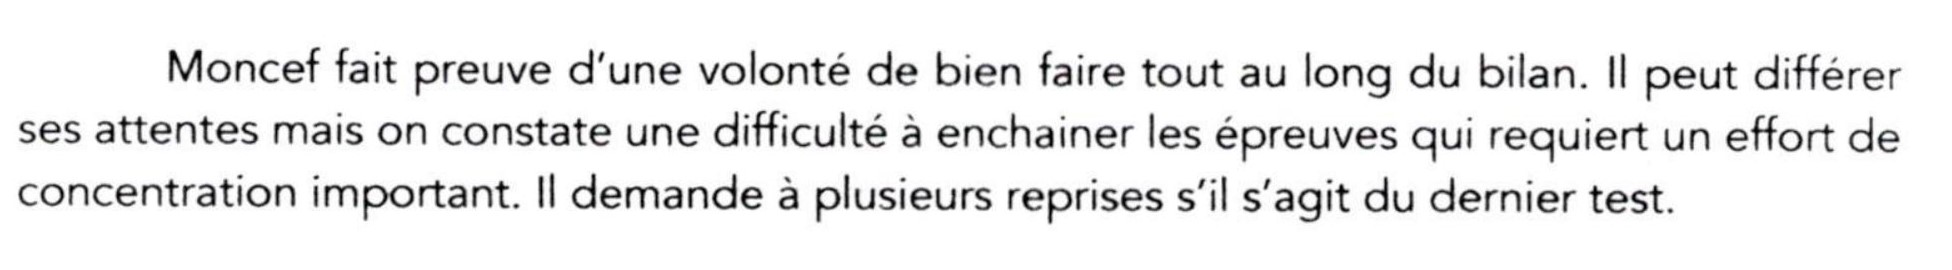 Moncef fait preuve d'une volonté de bien faire tout au long du bilan. Il peut différer
ses attentes mais on constate une difficulté à enchainer les épreuves qui requiert un effort de
concentration important. Il demande à plusieurs reprises s'il s'agit du dernier test.